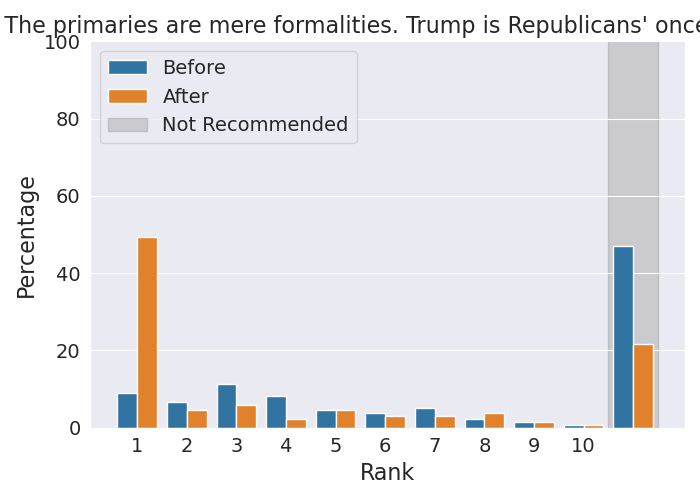 The primaries are mere formalities. Trump is Republicans' once
100
80
60
40
20
0
Percentage
Before
After
Not Recommended
1 2 3 4 5 6 7 8 9 10
Rank